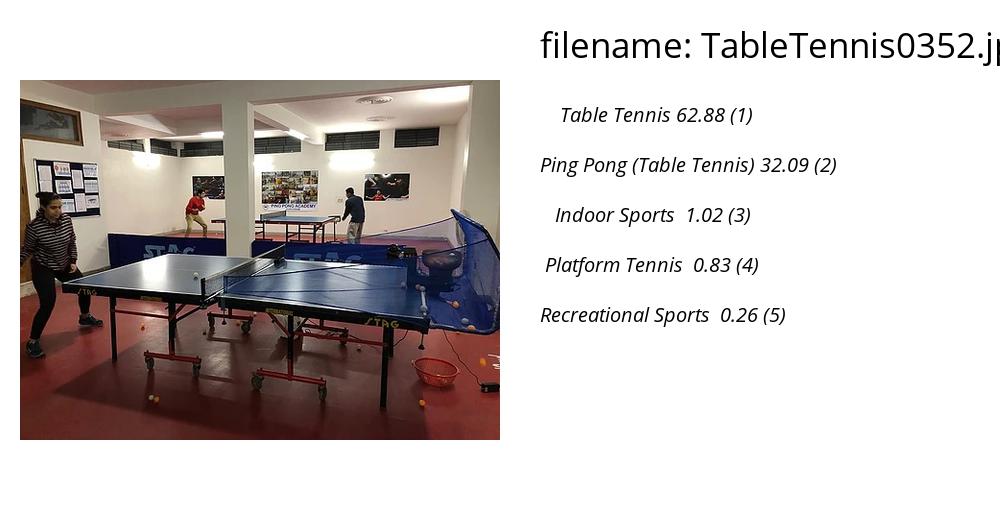 filename: TableTennis0352.jp
Table Tennis 62.88 (1)
Ping Pong (Table Tennis) 32.09 (2)
Indoor Sports 1.02 (3)
Platform Tennis 0.83 (4)
Recreational Sports 0.26 (5)
PING PONG ACADEMY
STAG
STAG
STAG
STAG